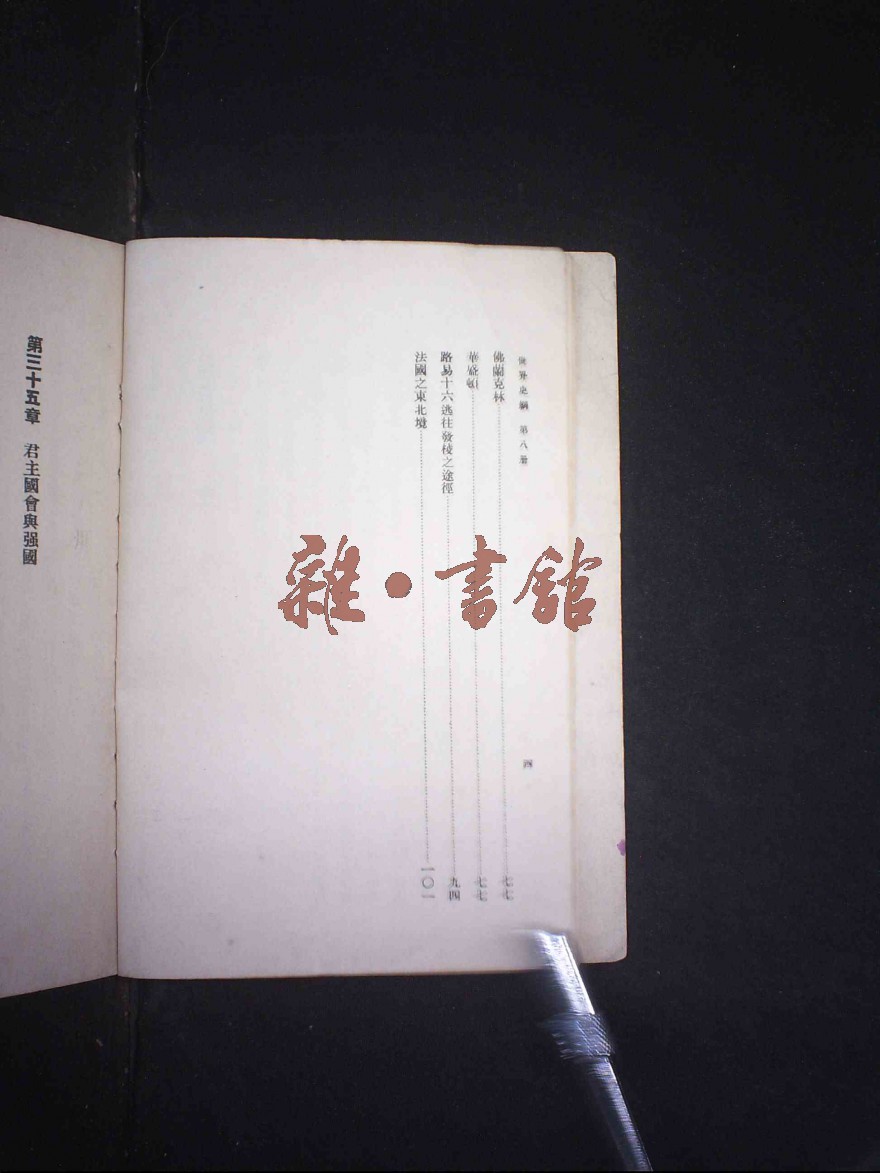 世界史綱 第八册
四
佛蘭克林 七七
華盛頓 七七
路易十六逃往發棱之途徑 九四
法國之東北境 一〇一
第三十五章 君主國會與强國
雜·書館